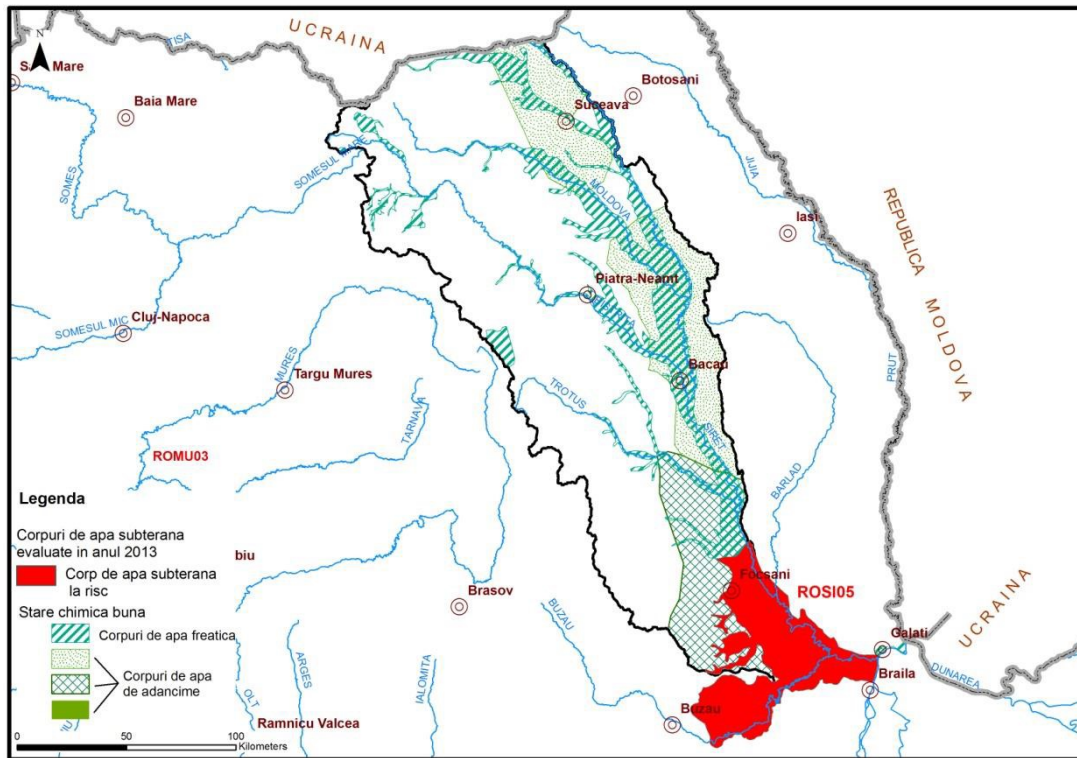 UCRAINA
TISA
N
Mare
Botosani
Baia Mare
Suceava
SOMES
SOMESUL MARE
JIJIA
MOLDOVA
Iasi
REPUBLICA MOLDOVA
Piatra-Neamt
SOMESUL MIC
Cluj-Napoca
PRUT
MURES
Targu Mures
Bacau
TROTUS
TARNAVA
SIRET
ROMU03
BARLAD
Legenda
Corpuri de apa subterana
evaluate in anul 2013
Corp de apa subterana
la risc
Stare chimica buna
Corpuri de apa freatica
Corpuri de apa
de adancime
biu
Brasov
BUZAU
Focsani
ROSI05
UCRAINA
Galati
DUNAREA
Braila
Buzau
OLT
ARGES
IALOMITA
Ramnicu Valcea
0 50 100
Kilometers